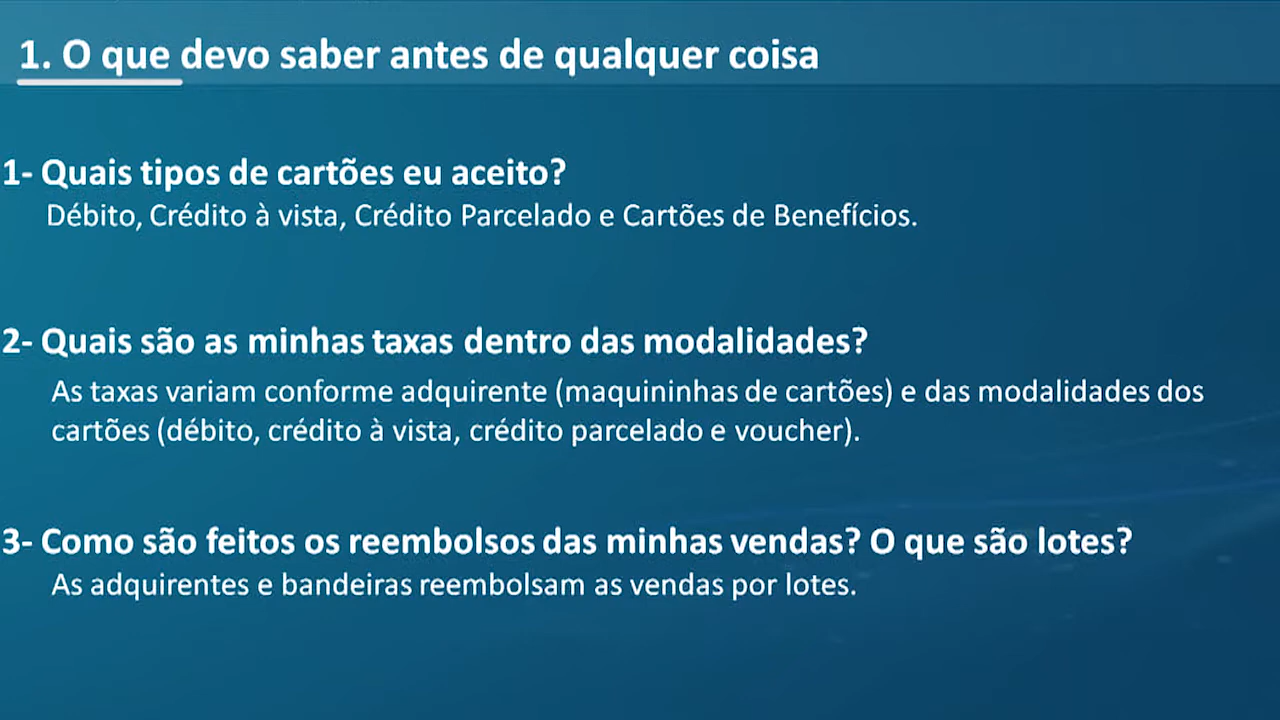 1. O que devo saber antes de qualquer coisa
1- Quais tipos de cartões eu aceito?
Débito, Crédito à vista, Crédito Parcelado e Cartões de Benefícios.
2- Quais são as minhas taxas dentro das modalidades?
As taxas variam conforme adquirente (maquininhas de cartões) e das modalidades dos
cartões (débito, crédito à vista, crédito parcelado e voucher).
3- Como são feitos os reembolsos das minhas vendas? O que são lotes?
As adquirentes e bandeiras reembolsam as vendas por lotes.